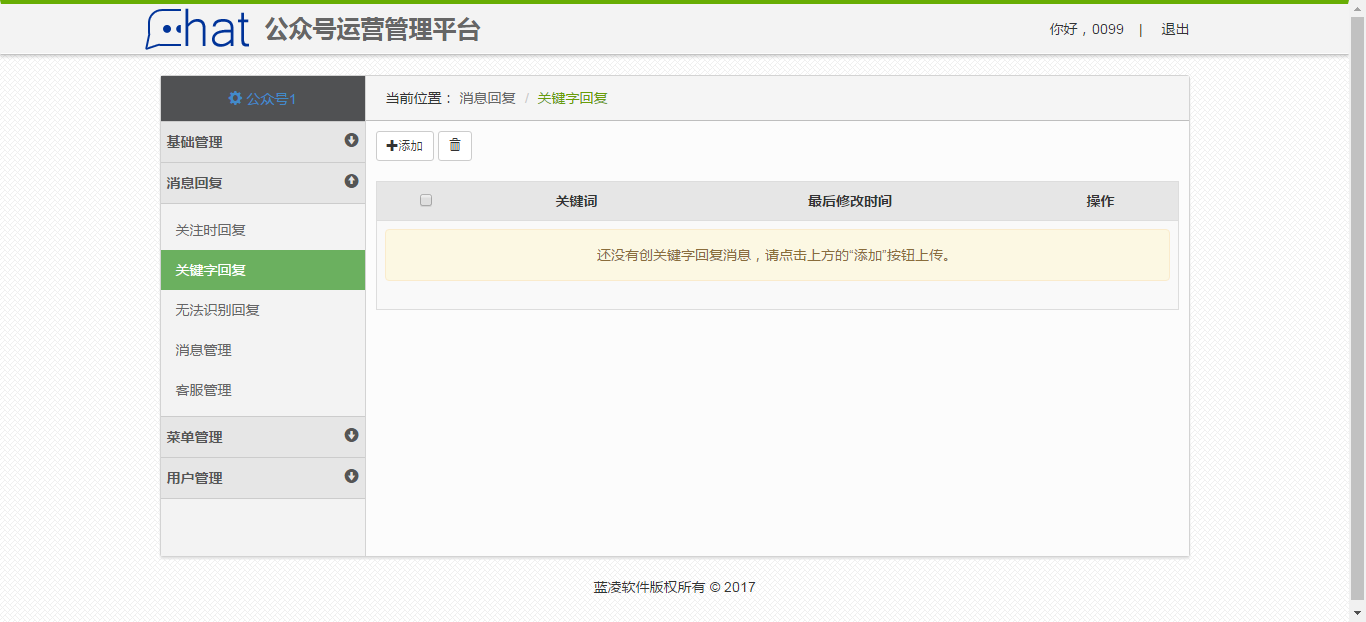 Chat 公众号运营管理平台
你好，0099 | 退出
公众号1
当前位置： 消息回复 / 关键字回复
基础管理
消息回复
关注时回复
关键字回复
无法识别回复
消息管理
客服管理
菜单管理
用户管理
添加
关键词 最后修改时间 操作
还没有创关键字回复消息，请点击上方的“添加”按钮上传。
蓝凌软件版权所有 © 2017